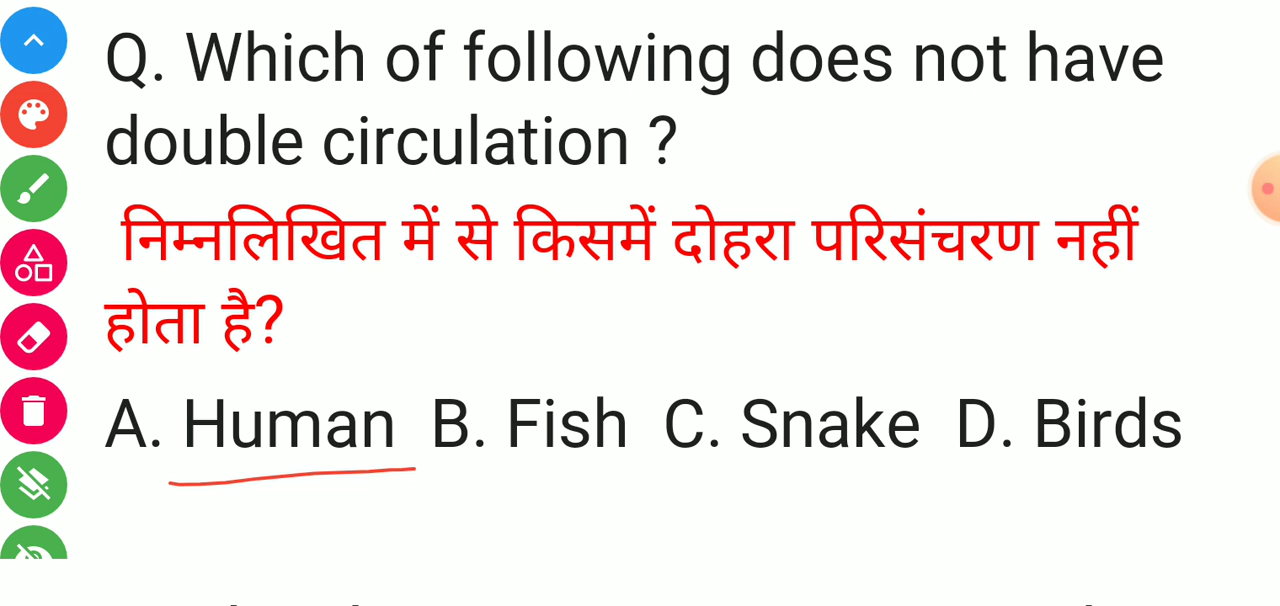 Q. Which of following does not have
double circulation ?
निम्नलिखित में से किसमें दोहरा परिसंचरण नहीं
होता है?
A. Human B. Fish C. Snake D. Birds